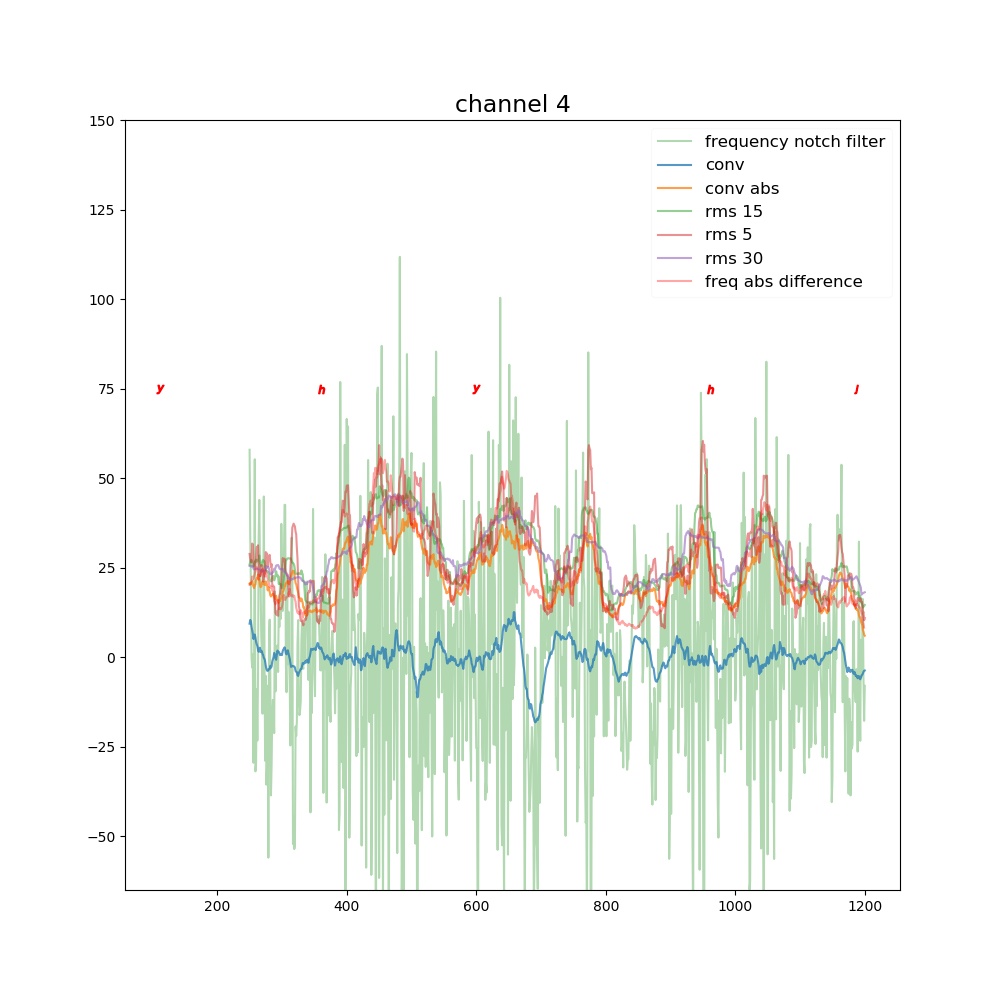 channel 4
150
125
100
75
50
25
0
−25
−50
200 400 600 800 1000 1200
frequency notch filter
conv
conv abs
rms 15
rms 5
rms 30
freq abs difference
y h y h j